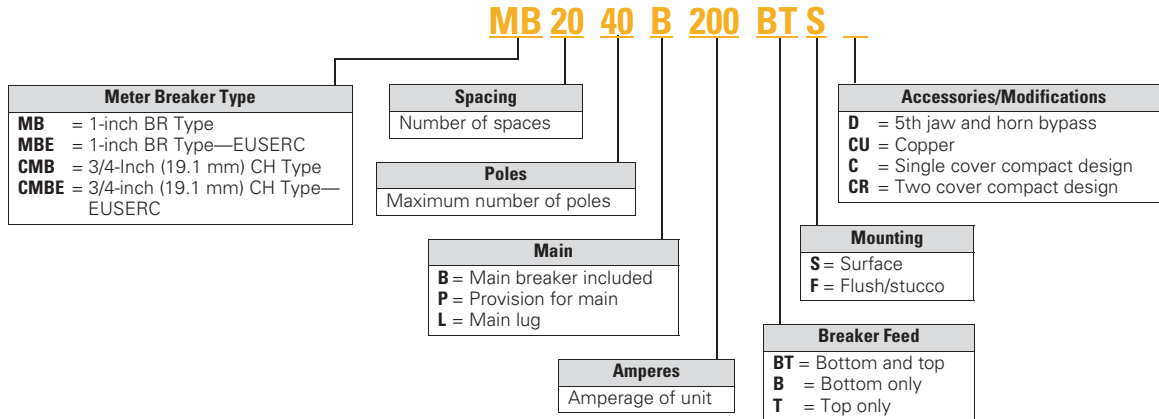 MB 20 40 B 200 BT S _
Meter Breaker Type
MB = 1-inch BR Type
MBE = 1-inch BR Type—EUSERC
CMB = 3/4-Inch (19.1 mm) CH Type
CMBE = 3/4-inch (19.1 mm) CH Type—
EUSERC
Spacing
Number of spaces
Poles
Maximum number of poles
Main
B = Main breaker included
P = Provision for main
L = Main lug
Amperes
Amperage of unit
Accessories/Modifications
D = 5th jaw and horn bypass
CU = Copper
C = Single cover compact design
CR = Two cover compact design
Mounting
S = Surface
F = Flush/stucco
Breaker Feed
BT = Bottom and top
B = Bottom only
T = Top only